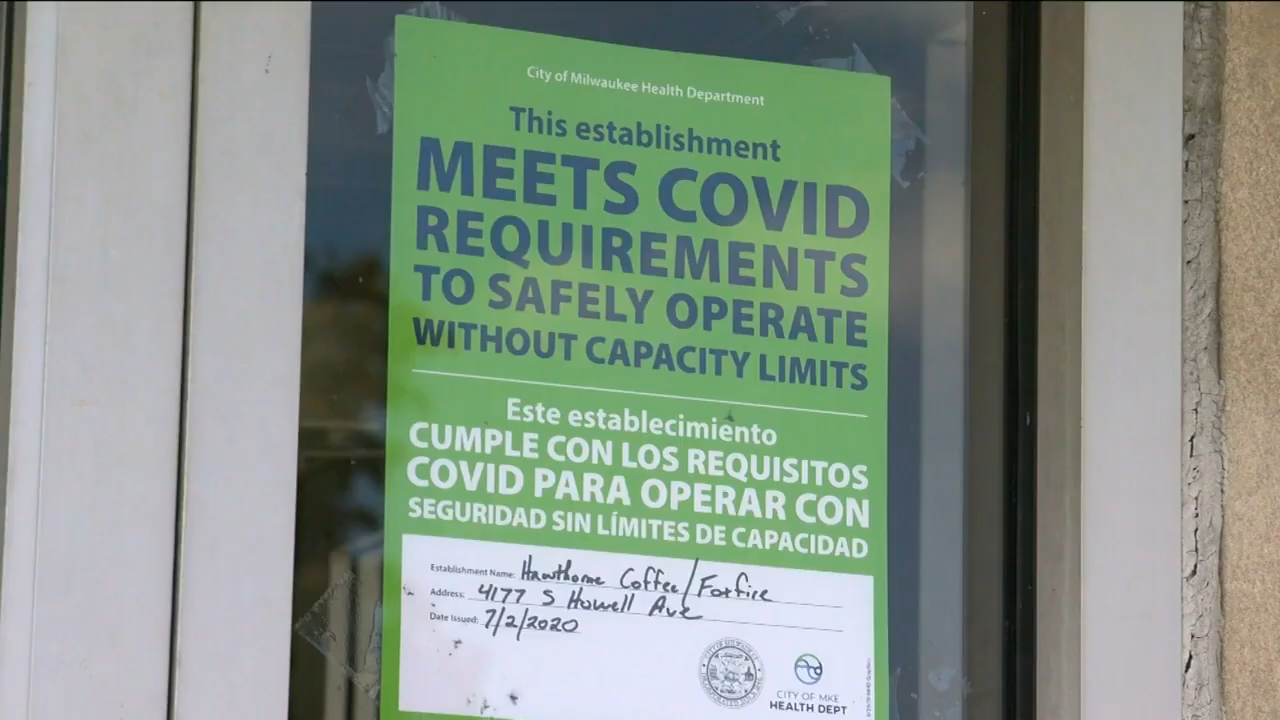 City of Milwaukee Health Department
This establishment
MEETS COVID
REQUIREMENTS
TO SAFELY OPERATE
WITHOUT CAPACITY LIMITS
Este establecimiento
CUMPLE CON LOS REQUISITOS
COVID PARA OPERAR CON
SEGURIDAD SIN LÍMITES DE CAPACIDAD
Establishment Name: Hawthorne Coffee/Foxfire
Address: 4177 S Howell Ave
Date Issued: 7/2/2020
CITY OF MKE
HEALTH DEPT